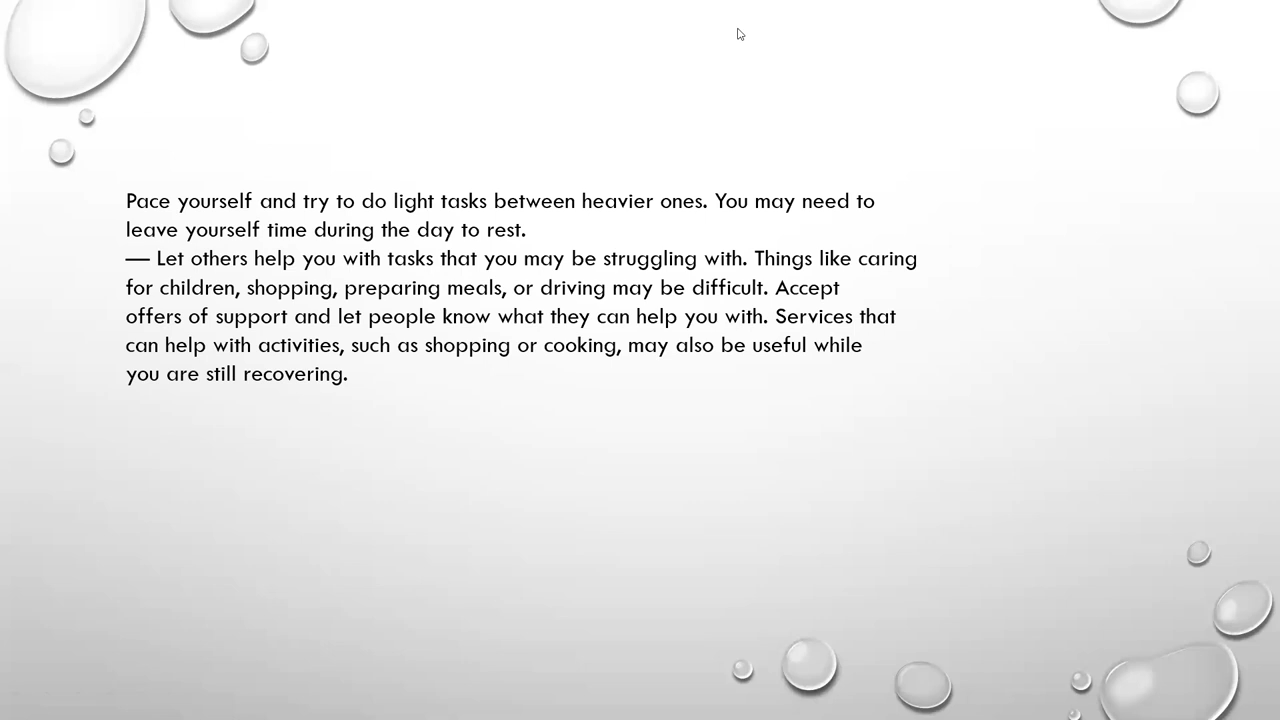 Pace yourself and try to do light tasks between heavier ones. You may need to
leave yourself time during the day to rest.
— Let others help you with tasks that you may be struggling with. Things like caring
for children, shopping, preparing meals, or driving may be difficult. Accept
offers of support and let people know what they can help you with. Services that
can help with activities, such as shopping or cooking, may also be useful while
you are still recovering.